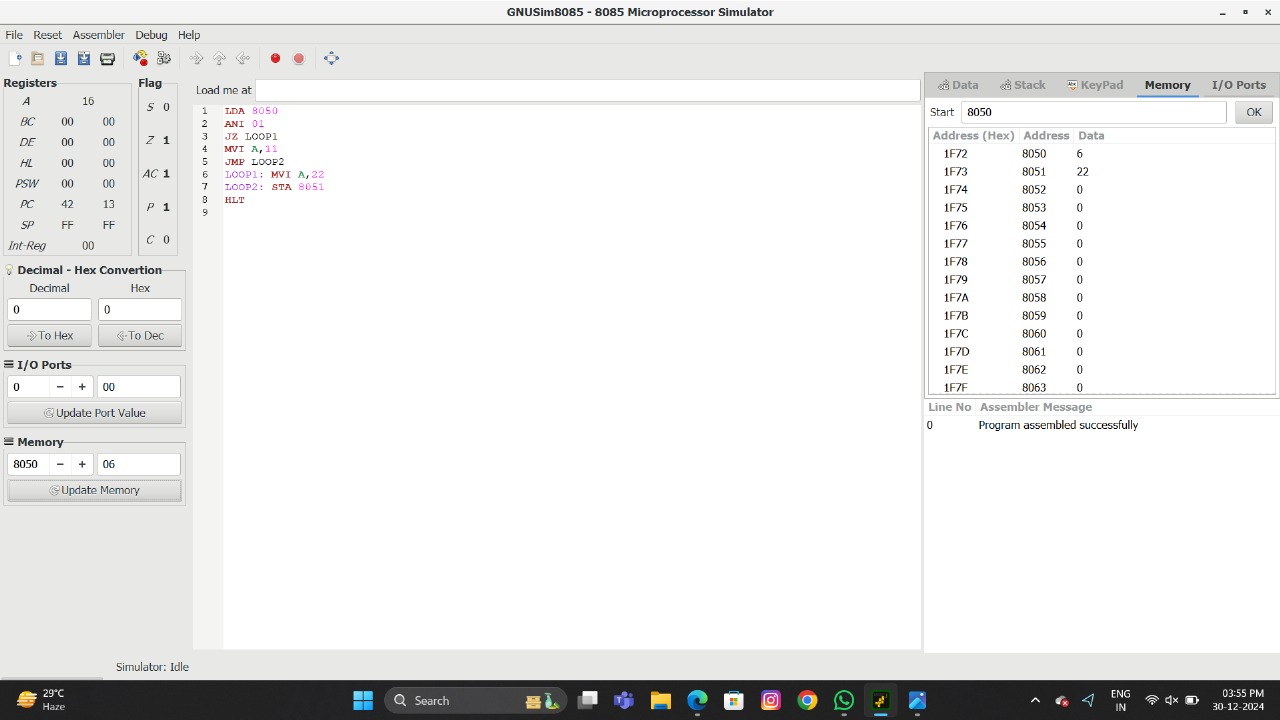 GNUSim8085 - 8085 Microprocessor Simulator
File Reset Assembler Debug Help
Registers
A 16
BC 00 00
DE 00 00
HL 00 00
PSW 00 00
PC 42 13
SP FF FF
Int-Reg 00
Flag
S 0
Z 1
AC 1
P 1
C 0
Decimal - Hex Convertion
Decimal Hex
0 0
To Hex To Dec
I/O Ports
0 − + 00
Update Port Value
Memory
8050 − + 06
Update Memory
Load me at
1 LDA 8050
2 ANI 01
3 JZ LOOP1
4 MVI A,11
5 JMP LOOP2
6 LOOP1: MVI A,22
7 LOOP2: STA 8051
8 HLT
9
Data Stack KeyPad Memory I/O Ports
Start 8050 OK
Address (Hex) Address Data
1F72 8050 6
1F73 8051 22
1F74 8052 0
1F75 8053 0
1F76 8054 0
1F77 8055 0
1F78 8056 0
1F79 8057 0
1F7A 8058 0
1F7B 8059 0
1F7C 8060 0
1F7D 8061 0
1F7E 8062 0
1F7F 8063 0
Line No Assembler Message
0 Program assembled successfully
Simulator: Idle
29°C
Haze
Search
ENG
IN
03:55 PM
30-12-2024